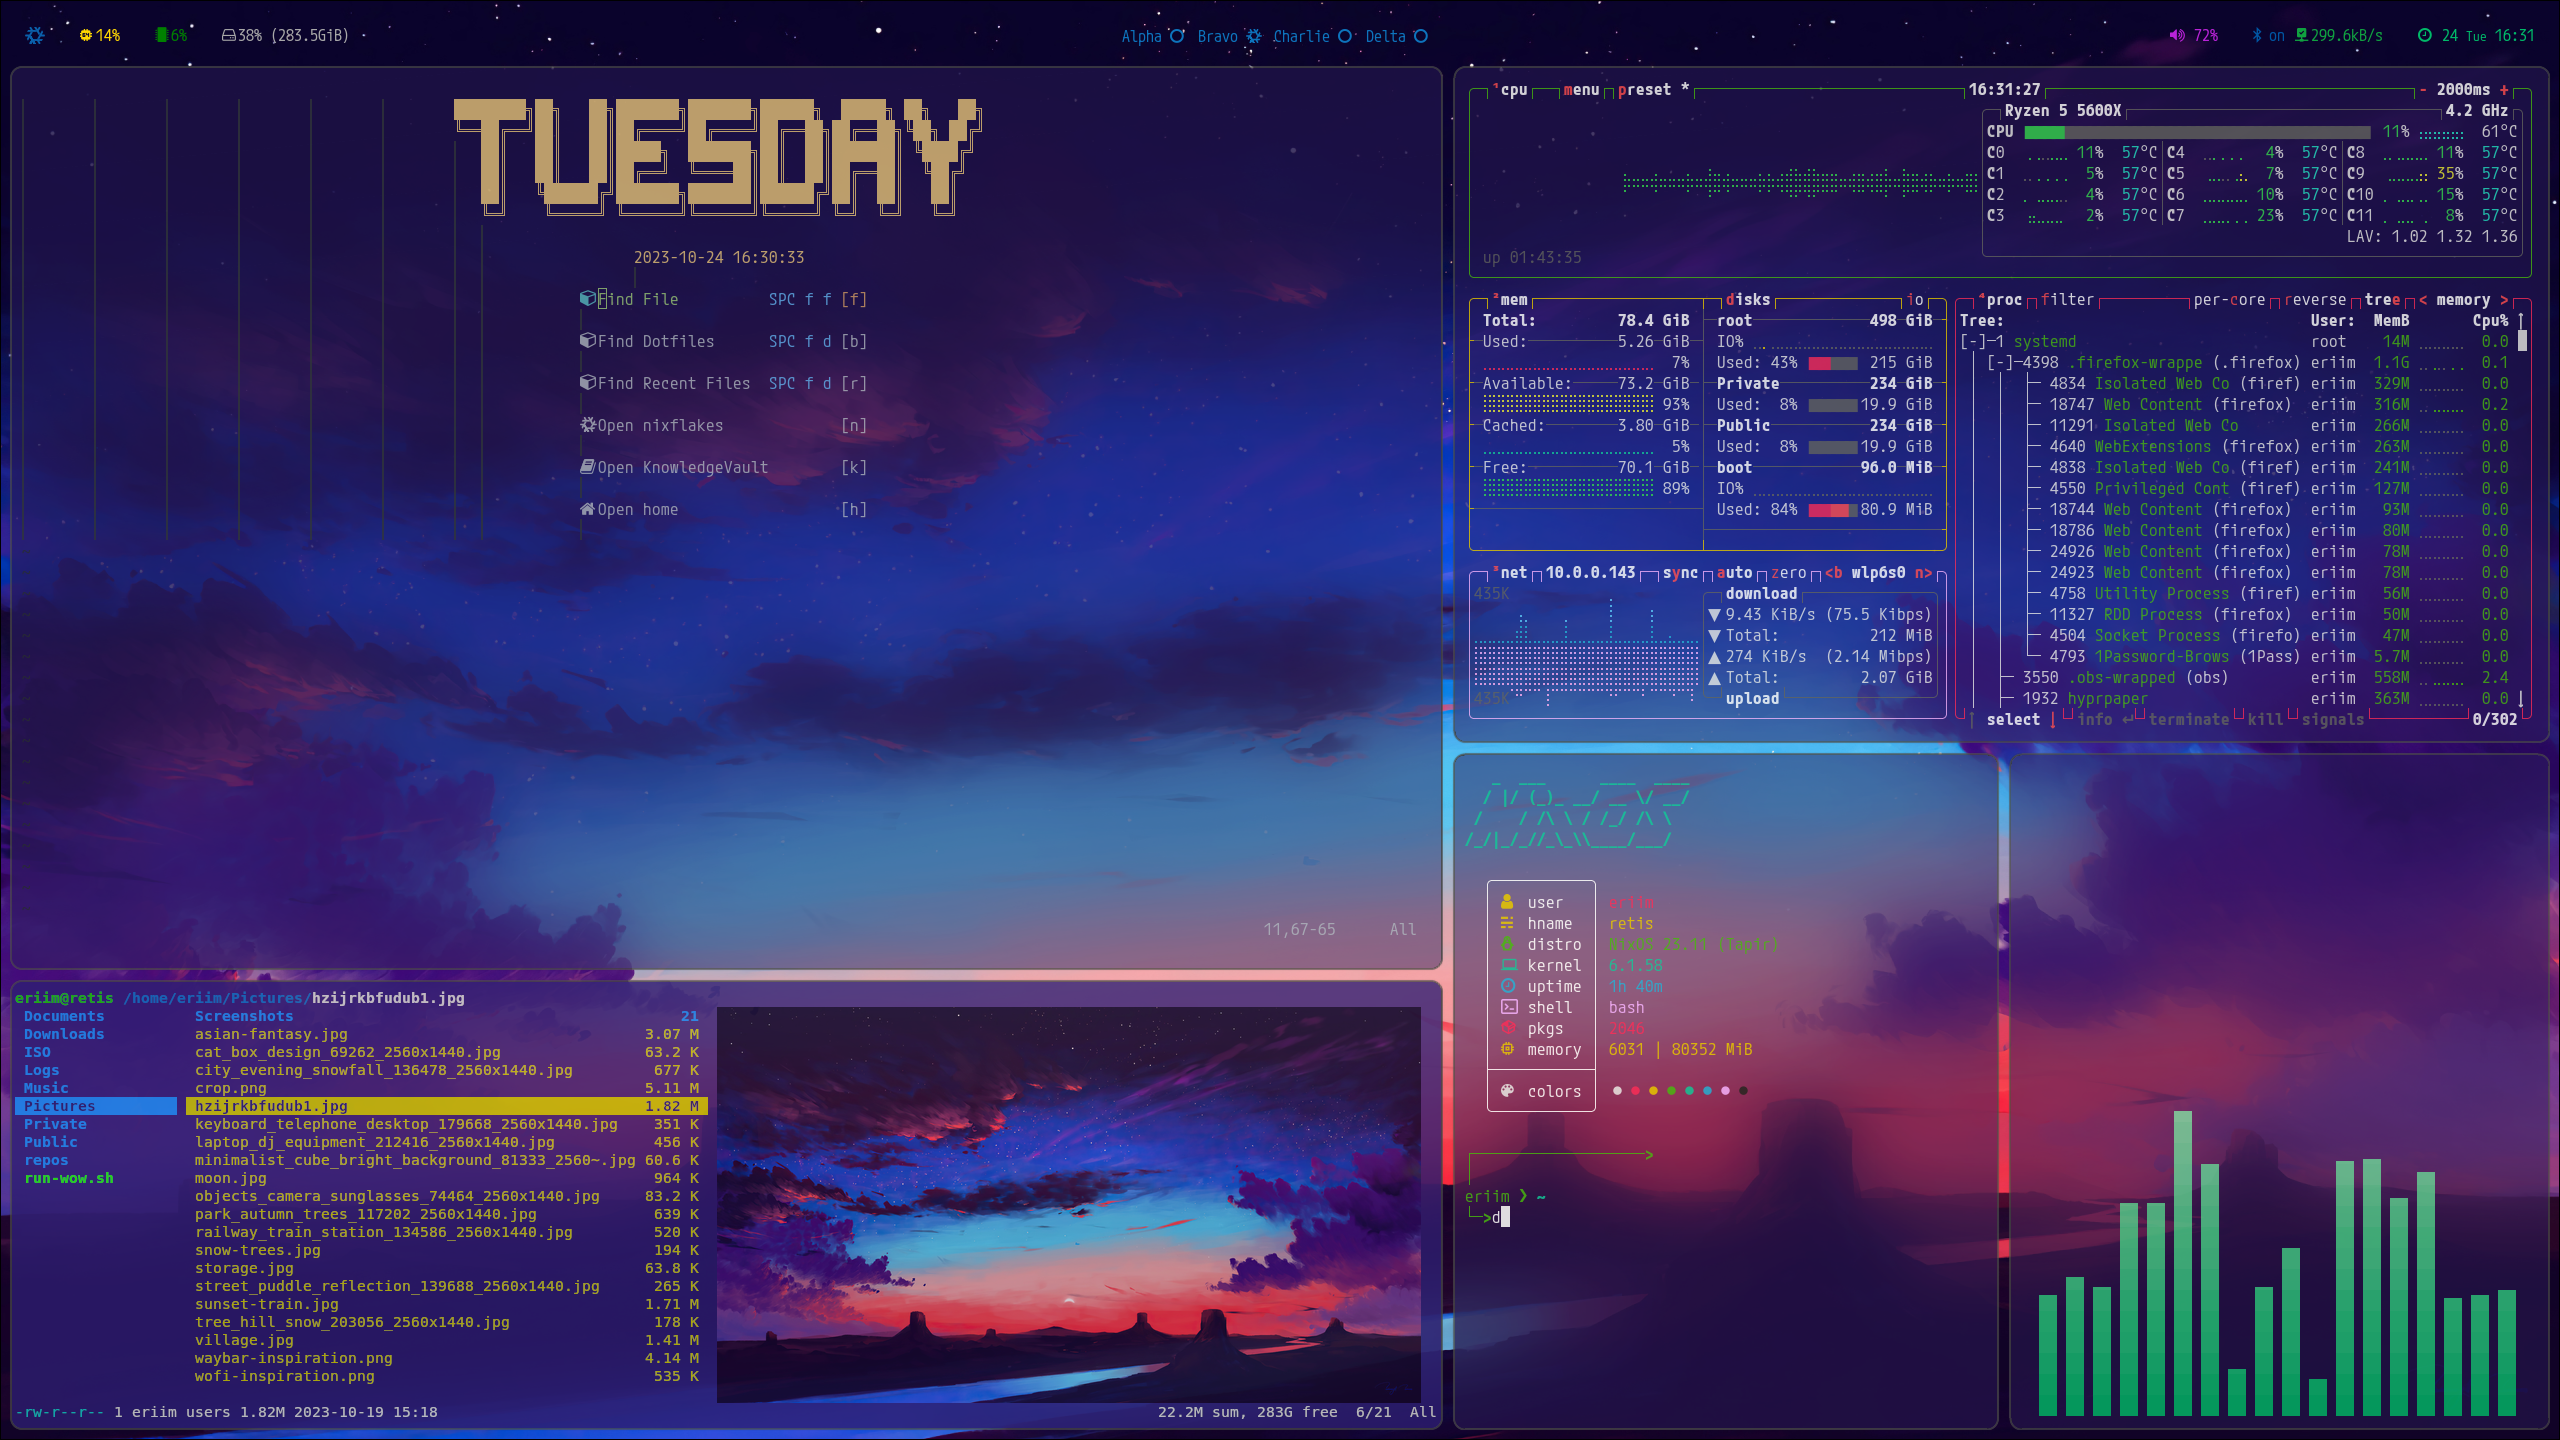 14% 6% 38% (283.5GiB) Alpha Bravo Charlie Delta 72% on 299.6kB/s 24 Tue 16:31
TUESDAY
2023-10-24 16:30:33
Find File SPC f f [f]
Find Dotfiles SPC f d [b]
Find Recent Files SPC f d [r]
Open nixflakes [n]
Open KnowledgeVault [k]
Open home [h]
11,67-65 All
¹cpu menu preset * 16:31:27 - 2000ms +
Ryzen 5 5600X 4.2 GHz
CPU 11% 61°C
C0 11% 57°C C4 4% 57°C C8 11% 57°C
C1 5% 57°C C5 7% 57°C C9 35% 57°C
C2 4% 57°C C6 10% 57°C C10 15% 57°C
C3 2% 57°C C7 23% 57°C C11 8% 57°C
LAV: 1.02 1.32 1.36
up 01:43:35
²mem
Total: 78.4 GiB
Used: 5.26 GiB
7%
Available: 73.2 GiB
93%
Cached: 3.80 GiB
5%
Free: 70.1 GiB
89%
disks io
root 498 GiB
IO%
Used: 43% 215 GiB
Private 234 GiB
Used: 8% 19.9 GiB
Public 234 GiB
Used: 8% 19.9 GiB
boot 96.0 MiB
IO%
Used: 84% 80.9 MiB
³net 10.0.0.143 sync auto zero <b wlp6s0 n>
435K
download
▼ 9.43 KiB/s (75.5 Kibps)
▼ Total: 212 MiB
▲ 274 KiB/s (2.14 Mibps)
▲ Total: 2.07 GiB
435K
upload
⁴proc filter per-core reverse tree < memory >
Tree: User: MemB Cpu% ↑
[-]─1 systemd root 14M 0.0
[-]─4398 .firefox-wrappe (.firefox) eriim 1.1G 0.1
4834 Isolated Web Co (firef) eriim 329M 0.0
18747 Web Content (firefox) eriim 316M 0.2
11291 Isolated Web Co eriim 266M 0.0
4640 WebExtensions (firefox) eriim 263M 0.0
4838 Isolated Web Co (firef) eriim 241M 0.0
4550 Privileged Cont (firef) eriim 127M 0.0
18744 Web Content (firefox) eriim 93M 0.0
18786 Web Content (firefox) eriim 80M 0.0
24926 Web Content (firefox) eriim 78M 0.0
24923 Web Content (firefox) eriim 78M 0.0
4758 Utility Process (firef) eriim 56M 0.0
11327 RDD Process (firefox) eriim 50M 0.0
4504 Socket Process (firefo) eriim 47M 0.0
4793 1Password-Brows (1Pass) eriim 5.7M 0.0
3550 .obs-wrapped (obs) eriim 558M 2.4
1932 hyprpaper eriim 363M 0.0 ↓
↑ select ↓ info ↵ terminate kill signals 0/302
eriim@retis /home/eriim/Pictures/hzijrkbfudub1.jpg
Documents Screenshots 21
Downloads asian-fantasy.jpg 3.07 M
ISO cat_box_design_69262_2560x1440.jpg 63.2 K
Logs city_evening_snowfall_136478_2560x1440.jpg 677 K
Music crop.png 5.11 M
Pictures hzijrkbfudub1.jpg 1.82 M
Private keyboard_telephone_desktop_179668_2560x1440.jpg 351 K
Public laptop_dj_equipment_212416_2560x1440.jpg 456 K
repos minimalist_cube_bright_background_81333_2560~.jpg 60.6 K
run-wow.sh moon.jpg 964 K
objects_camera_sunglasses_74464_2560x1440.jpg 83.2 K
park_autumn_trees_117202_2560x1440.jpg 639 K
railway_train_station_134586_2560x1440.jpg 520 K
snow-trees.jpg 194 K
storage.jpg 63.8 K
street_puddle_reflection_139688_2560x1440.jpg 265 K
sunset-train.jpg 1.71 M
tree_hill_snow_203056_2560x1440.jpg 178 K
village.jpg 1.41 M
waybar-inspiration.png 4.14 M
wofi-inspiration.png 535 K
-rw-r--r-- 1 eriim users 1.82M 2023-10-19 15:18 22.2M sum, 283G free 6/21 All
NixOS
user eriim
hname retis
distro NixOS 23.11 (Tapir)
kernel 6.1.58
uptime 1h 40m
shell bash
pkgs 2346
memory 6031 | 80352 MiB
colors
eriim ❯ ~
└─>d